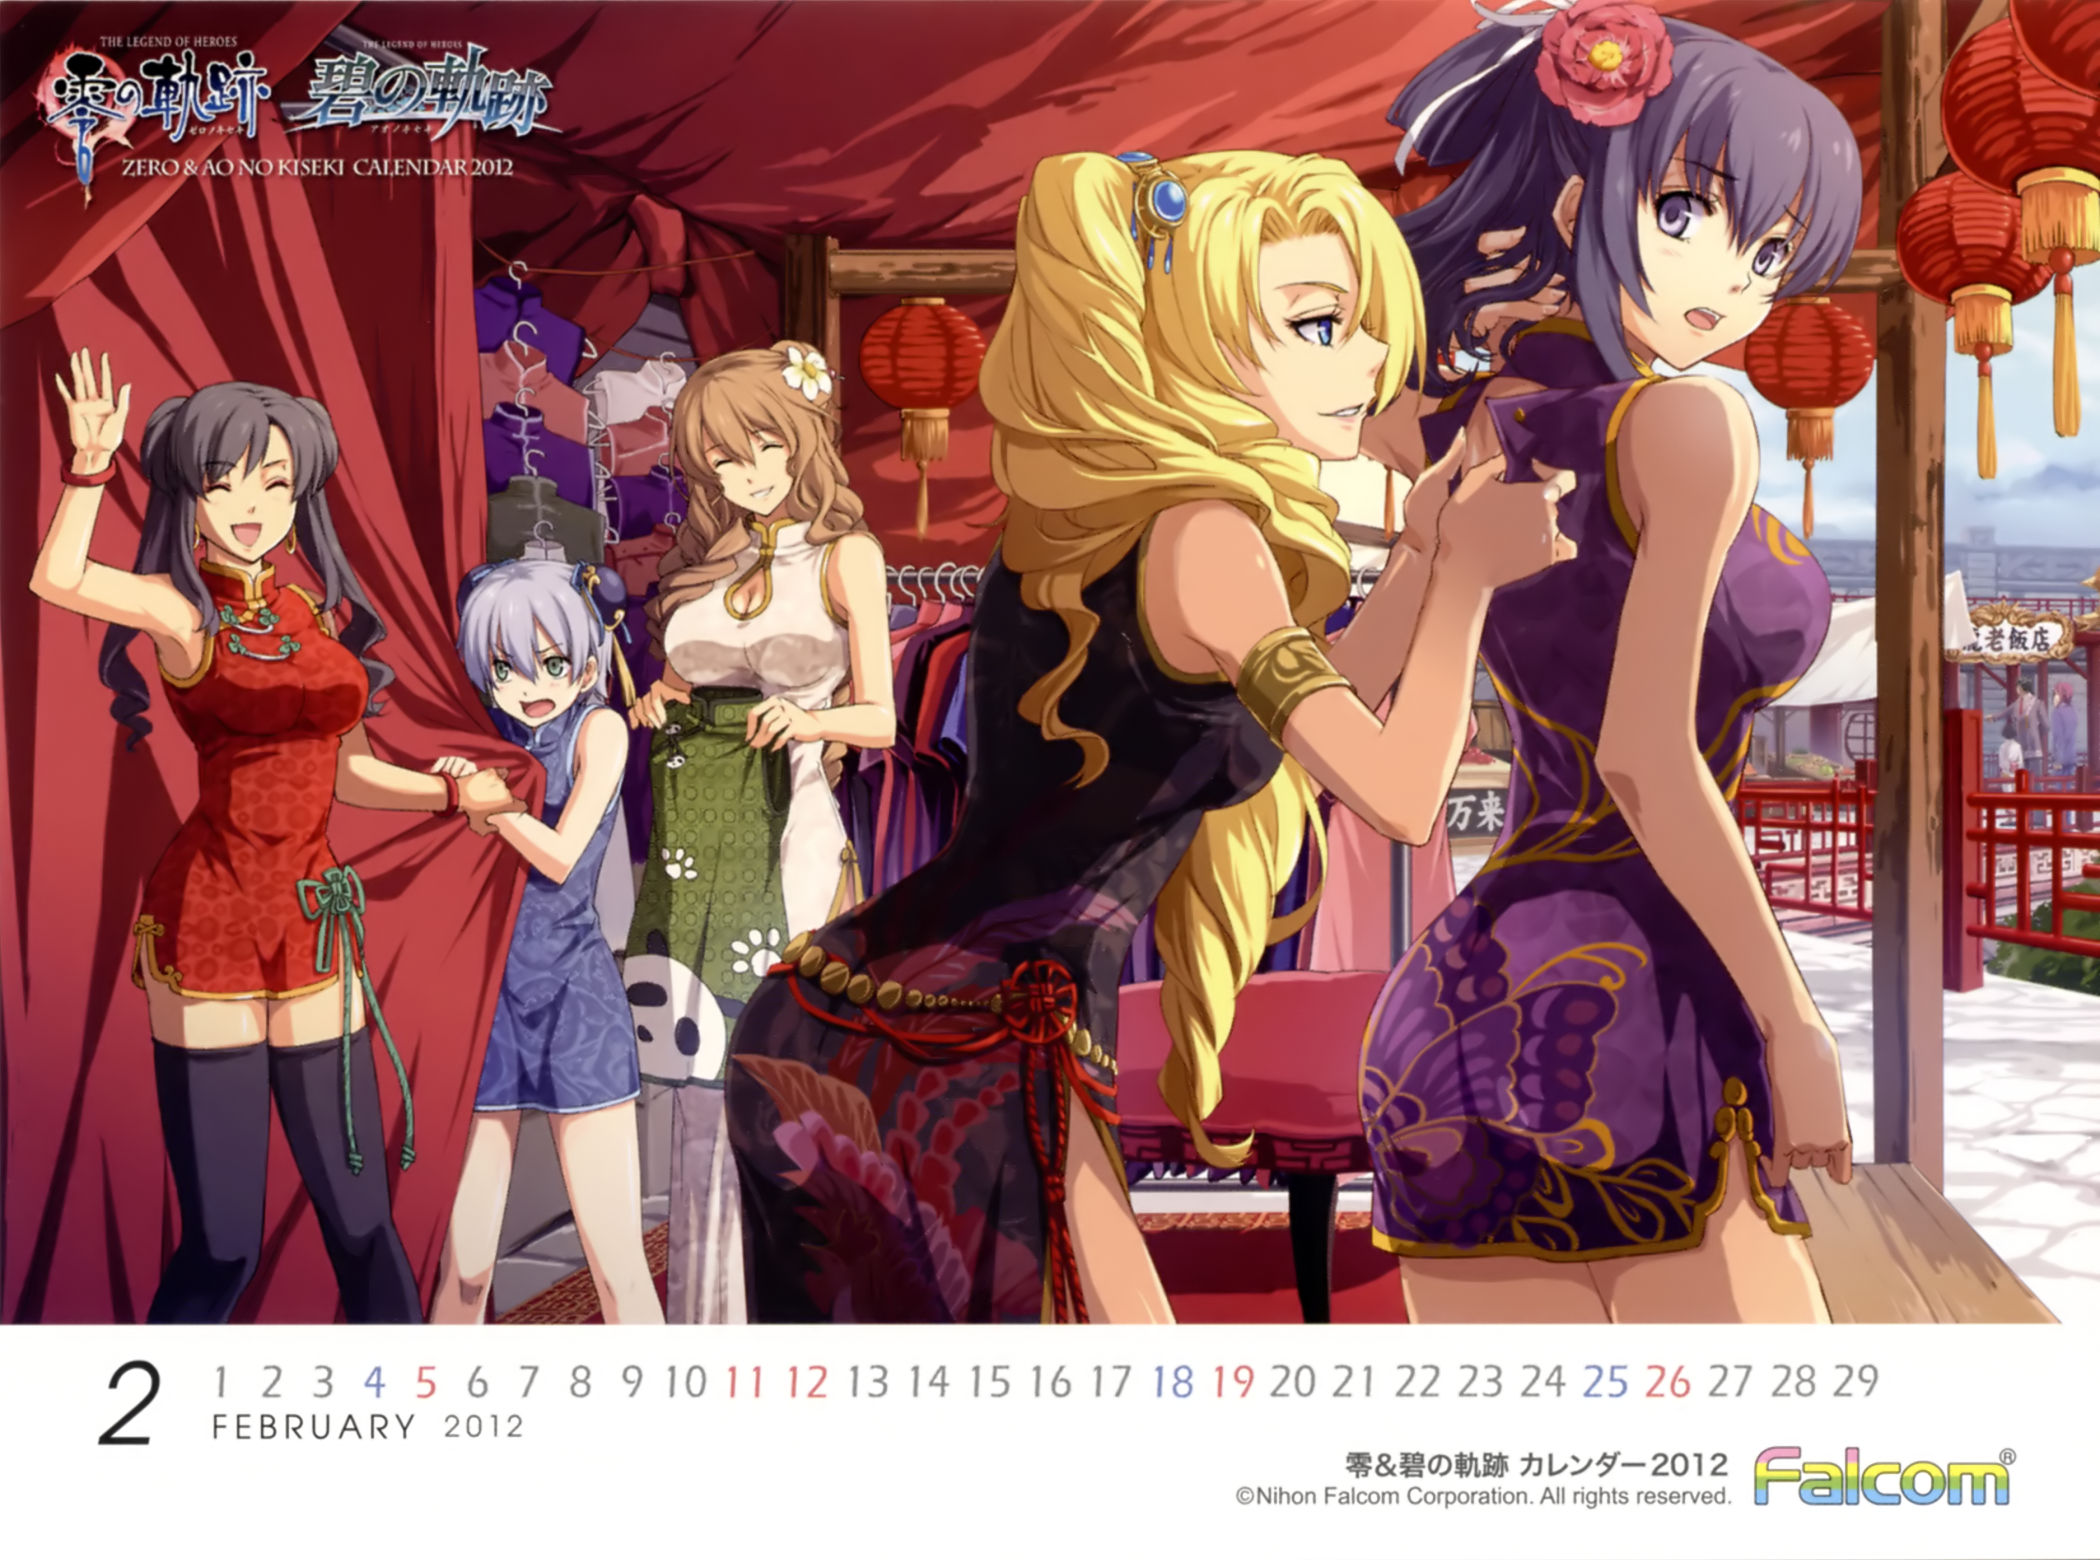 THE LEGEND OF HEROES
零の軌跡
ゼロノキセキ
THE LEGEND OF HEROES
碧の軌跡
アオノキセキ
ZERO & AO NO KISEKI CALENDAR 2012
老飯店
万来
2
1 2 3 4 5 6 7 8 9 10 11 12 13 14 15 16 17 18 19 20 21 22 23 24 25 26 27 28 29
FEBRUARY 2012
零&碧の軌跡 カレンダー2012
©Nihon Falcom Corporation. All rights reserved.
Falcom®